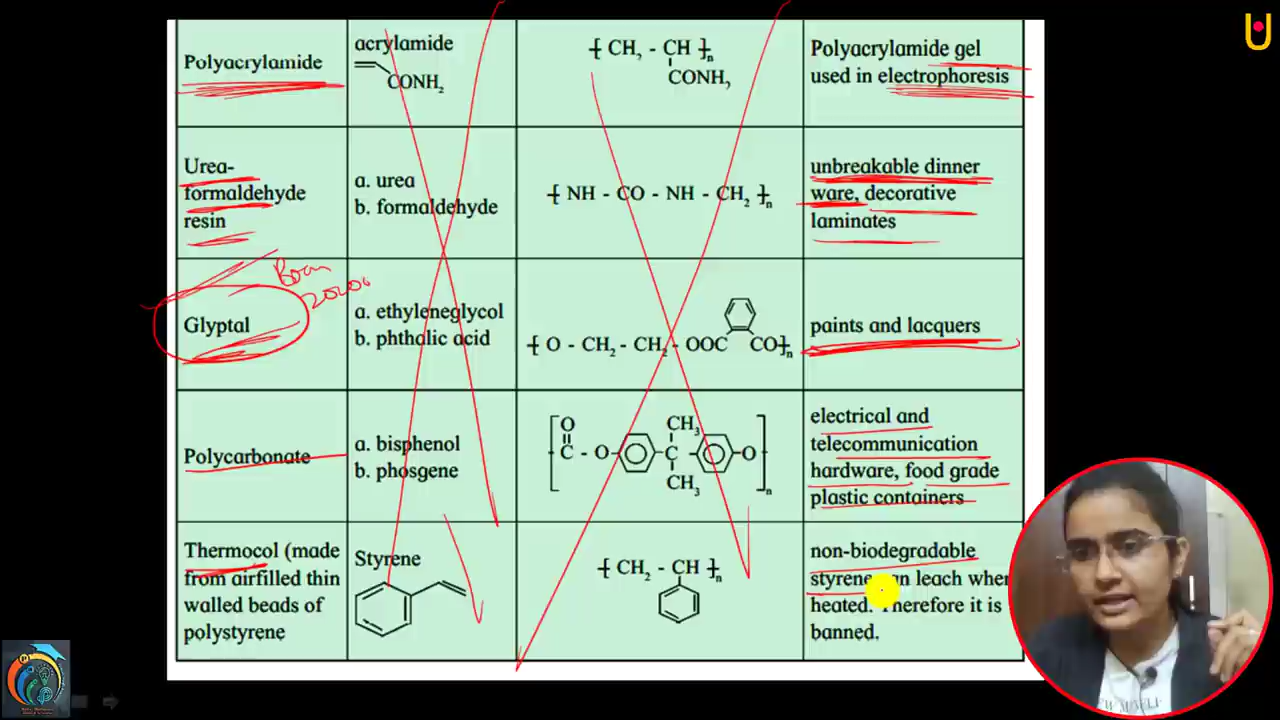 Polyacrylamide
acrylamide
CONH2
-[ CH2 - CH ]-n
CONH2
Polyacrylamide gel
used in electrophoresis
Urea-
formaldehyde
resin
a. urea
b. formaldehyde
-[ NH - CO - NH - CH2 ]-n
unbreakable dinner
ware, decorative
laminates
Glyptal
a. ethyleneglycol
b. phthalic acid
-[ O - CH2 - CH2 - OOC CO ]-n
paints and lacquers
Polycarbonate
a. bisphenol
b. phosgene
O
CH3
C - O C O
CH3
n
electrical and
telecommunication
hardware, food grade
plastic containers
Thermocol (made
from airfilled thin
walled beads of
polystyrene
Styrene
-[ CH2 - CH ]-n
non-biodegradable
styrene can leach when
heated. Therefore it is
banned.